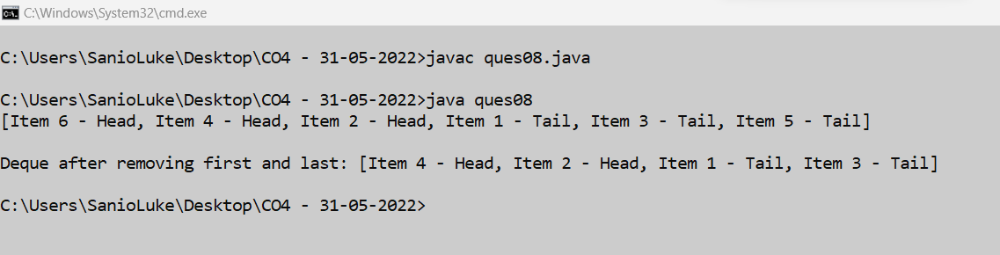 C:\Windows\System32\cmd.exe
C:\Users\SanioLuke\Desktop\CO4 - 31-05-2022>javac ques08.java
C:\Users\SanioLuke\Desktop\CO4 - 31-05-2022>java ques08
[Item 6 - Head, Item 4 - Head, Item 2 - Head, Item 1 - Tail, Item 3 - Tail, Item 5 - Tail]
Deque after removing first and last: [Item 4 - Head, Item 2 - Head, Item 1 - Tail, Item 3 - Tail]
C:\Users\SanioLuke\Desktop\CO4 - 31-05-2022>